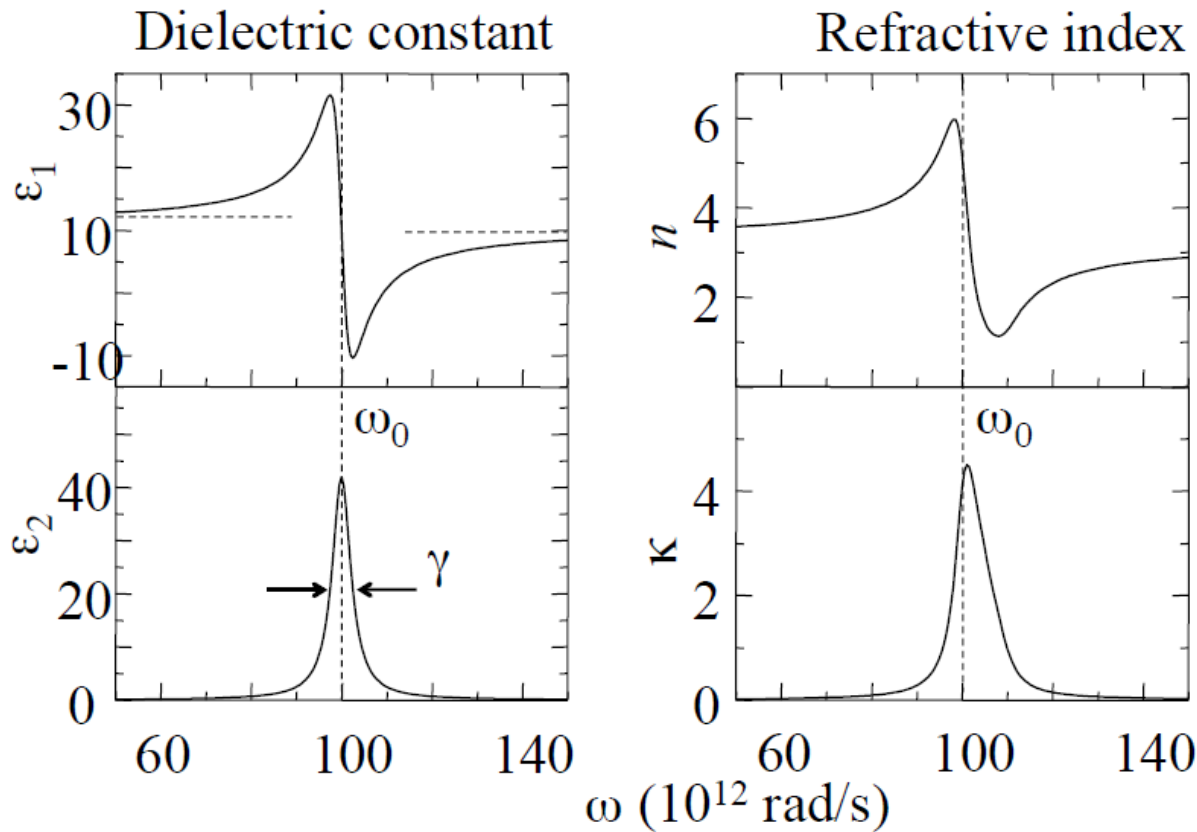 Dielectric constant
Refractive index
ε₁
30
10
-10
n
6
4
2
ω₀
ω₀
ε₂
40
20
0
γ
κ
4
2
0
60 100 140
60 100 140
ω (10¹² rad/s)